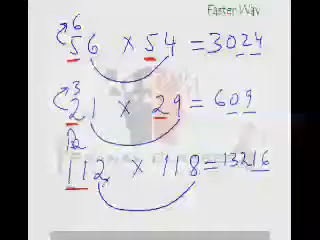 Faster Way
6
56 × 54 = 3024
3
21 × 29 = 609
12
112 × 118 = 13216